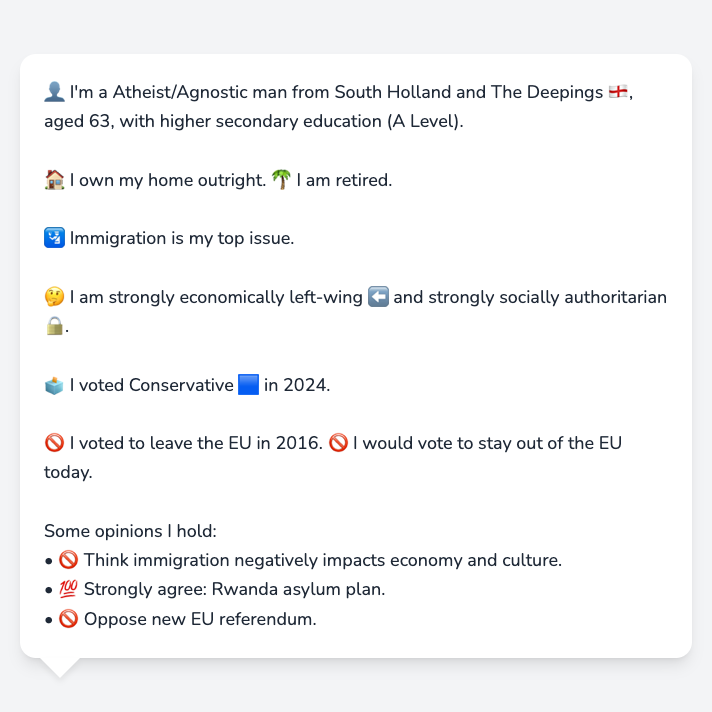 👤 I'm a Atheist/Agnostic man from South Holland and The Deepings 🏴󠁧󠁢󠁥󠁮󠁧󠁿,
aged 63, with higher secondary education (A Level).
🏠 I own my home outright. 🌴 I am retired.
🛂 Immigration is my top issue.
🤔 I am strongly economically left-wing ⬅️ and strongly socially authoritarian
🔒.
🗳️ I voted Conservative 🟦 in 2024.
🚫 I voted to leave the EU in 2016. 🚫 I would vote to stay out of the EU
today.
Some opinions I hold:
• 🚫 Think immigration negatively impacts economy and culture.
• 💯 Strongly agree: Rwanda asylum plan.
• 🚫 Oppose new EU referendum.